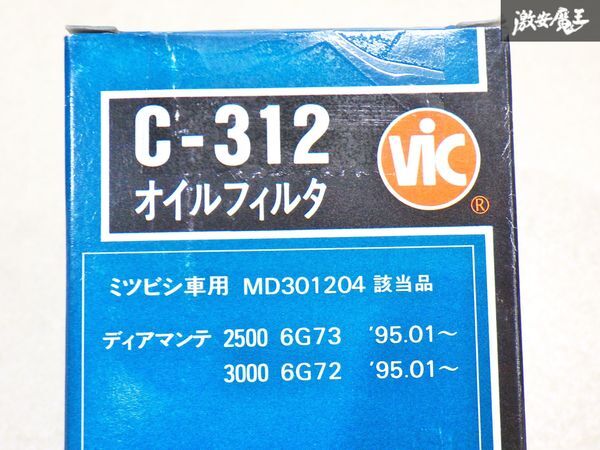 激安魔王
C-312
オイルフィルタ
ViC
®
ミツビシ車用 MD301204 該当品
ディアマンテ 2500 6G73 '95.01～
3000 6G72 '95.01～